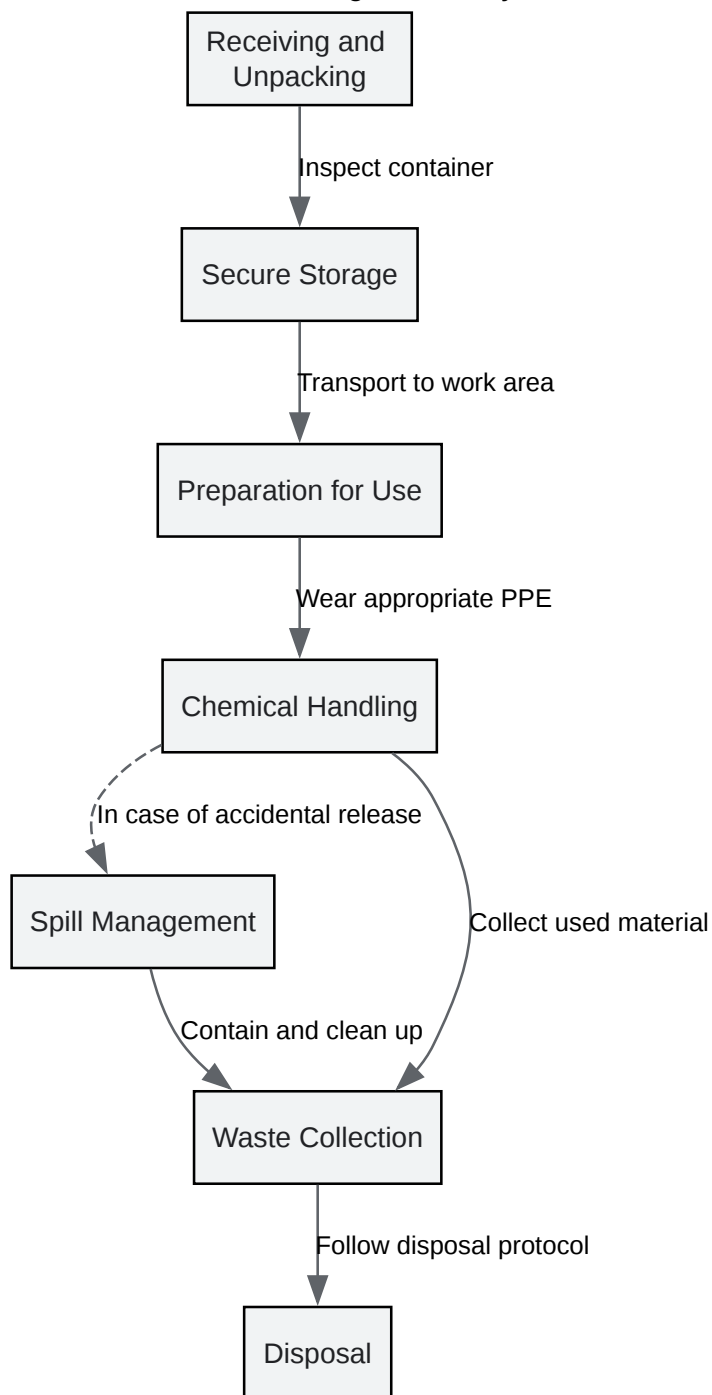 Receiving and
Unpacking
Inspect container
Secure Storage
Transport to work area
Preparation for Use
Wear appropriate PPE
Chemical Handling
In case of accidental release
Spill Management
Collect used material
Contain and clean up
Waste Collection
Follow disposal protocol
Disposal